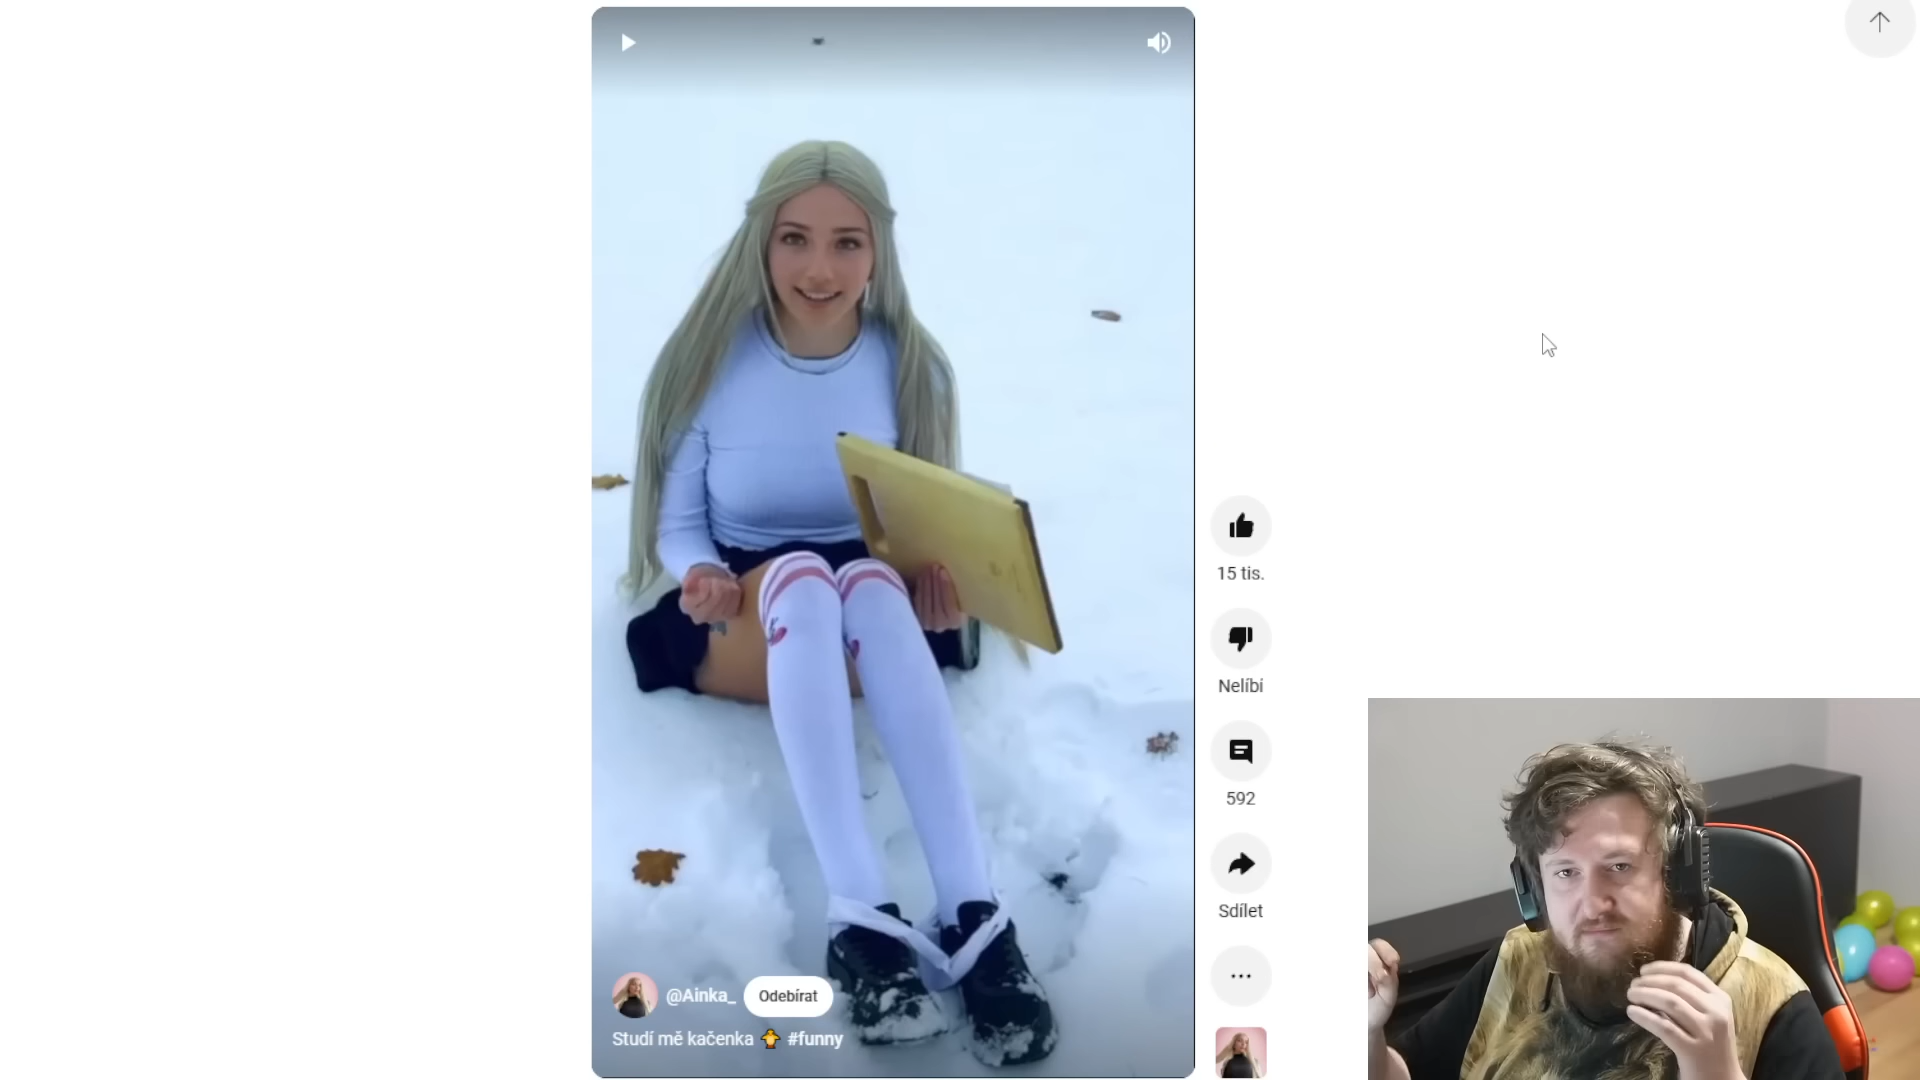 15 tis.
Nelíbí
592
Sdílet
@Ainka_ Odebírat
Studí mě kačenka 🐥 #funny